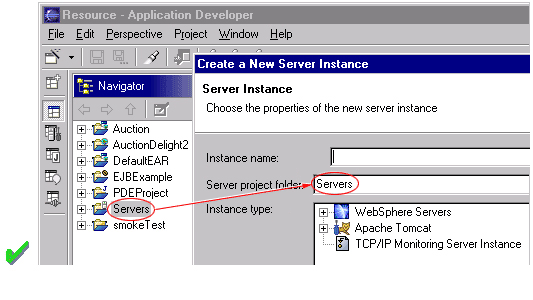 Resource - Application Developer
File Edit Perspective Project Window Help
Create a New Server Instance
Navigator
Server Instance
Choose the properties of the new server instance
Auction
AuctionDelight2
DefaultEAR
EJBExample
PDEProject
Servers
smokeTest
Instance name:
Server project folder:
Servers
Instance type:
WebSphere Servers
Apache Tomcat
TCP/IP Monitoring Server Instance